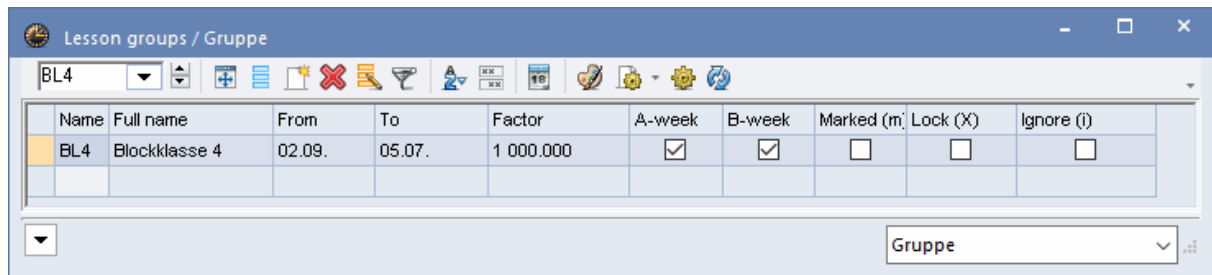 Lesson groups / Gruppe
BL4
Name Full name From To Factor A-week B-week Marked (m) Lock (X) Ignore (i)
BL4 Blockklasse 4 02.09. 05.07. 1 000.000
Gruppe